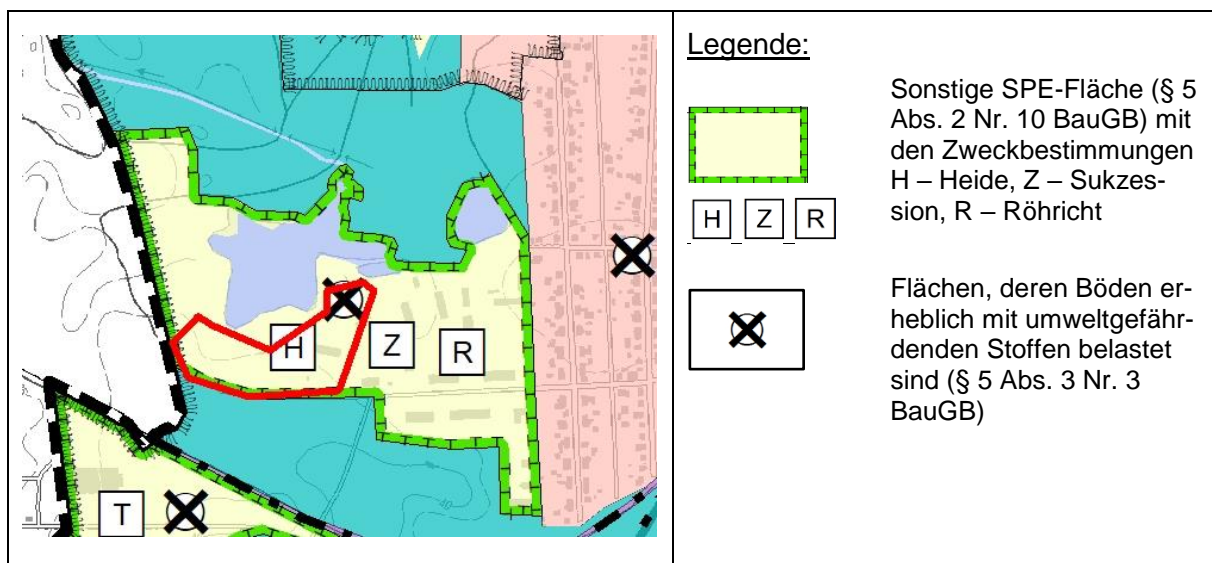 Legende:
Sonstige SPE-Fläche (§ 5
Abs. 2 Nr. 10 BauGB) mit
den Zweckbestimmungen
H – Heide, Z – Sukzes-
sion, R – Röhricht
H Z R
Flächen, deren Böden er-
heblich mit umweltgefähr-
denden Stoffen belastet
sind (§ 5 Abs. 3 Nr. 3
BauGB)
H Z R
T